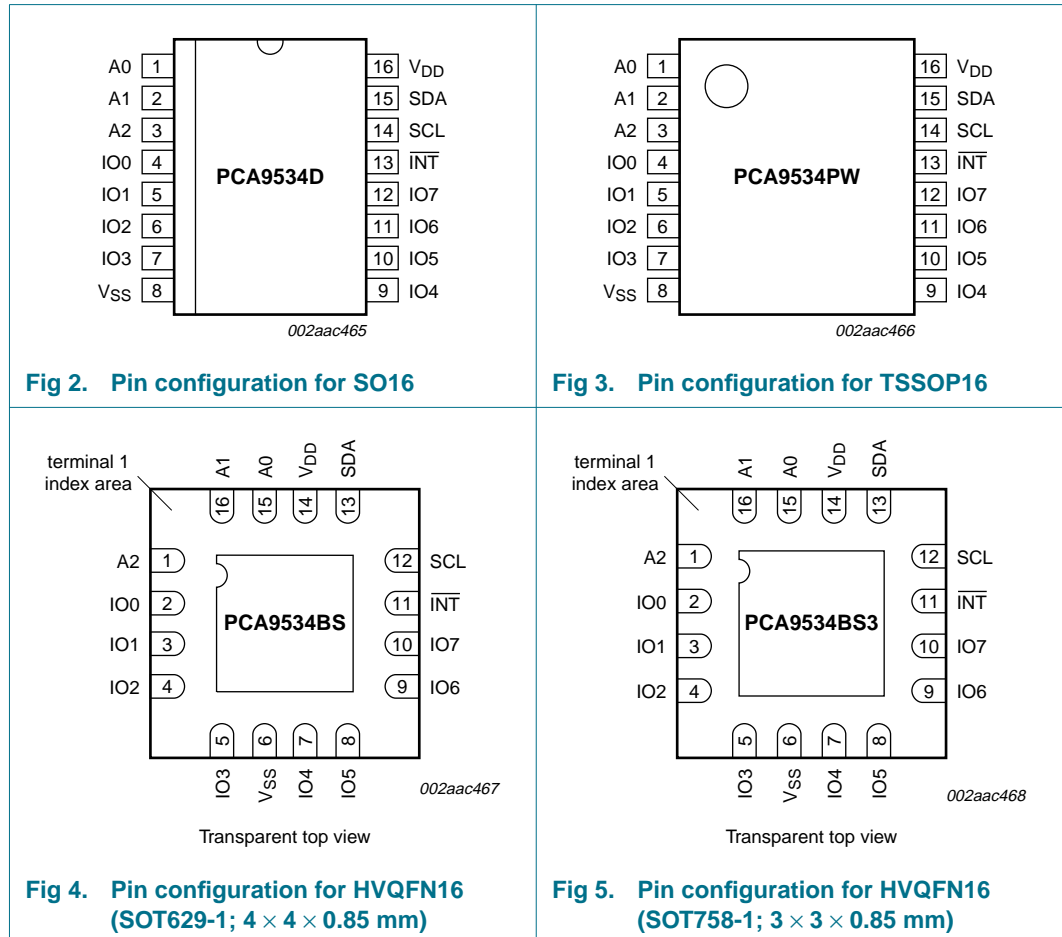 A0 1 16 VDD
A1 2 15 SDA
A2 3 14 SCL
IO0 4 13 INT
IO1 5 PCA9534D 12 IO7
IO2 6 11 IO6
IO3 7 10 IO5
VSS 8 9 IO4
002aac465
Fig 2. Pin configuration for SO16
A0 1 16 VDD
A1 2 15 SDA
A2 3 14 SCL
IO0 4 13 INT
IO1 5 PCA9534PW 12 IO7
IO2 6 11 IO6
IO3 7 10 IO5
VSS 8 9 IO4
002aac466
Fig 3. Pin configuration for TSSOP16
terminal 1
index area
A1 A0 VDD SDA
16 15 14 13
A2 1 12 SCL
IO0 2 11 INT
PCA9534BS
IO1 3 10 IO7
IO2 4 9 IO6
5 6 7 8
IO3 VSS IO4 IO5
002aac467
Transparent top view
Fig 4. Pin configuration for HVQFN16
(SOT629-1; 4 × 4 × 0.85 mm)
terminal 1
index area
A1 A0 VDD SDA
16 15 14 13
A2 1 12 SCL
IO0 2 11 INT
PCA9534BS3
IO1 3 10 IO7
IO2 4 9 IO6
5 6 7 8
IO3 VSS IO4 IO5
002aac468
Transparent top view
Fig 5. Pin configuration for HVQFN16
(SOT758-1; 3 × 3 × 0.85 mm)